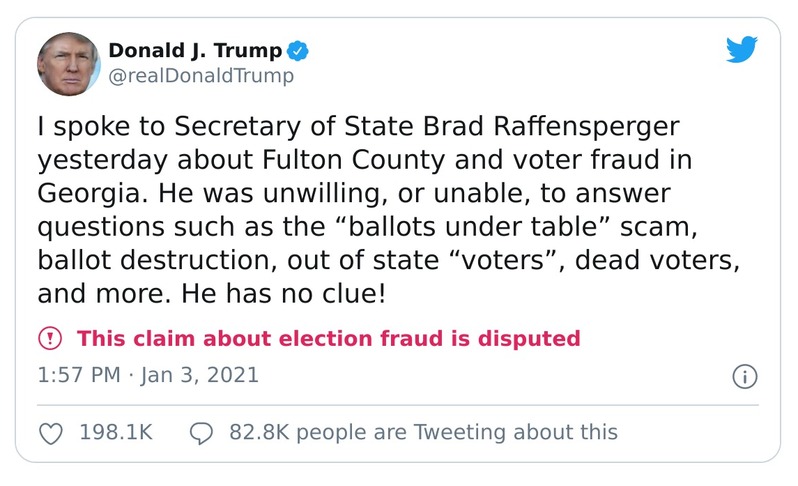 Donald J. Trump
@realDonaldTrump
I spoke to Secretary of State Brad Raffensperger
yesterday about Fulton County and voter fraud in
Georgia. He was unwilling, or unable, to answer
questions such as the “ballots under table” scam,
ballot destruction, out of state “voters”, dead voters,
and more. He has no clue!
This claim about election fraud is disputed
1:57 PM · Jan 3, 2021
198.1K 82.8K people are Tweeting about this